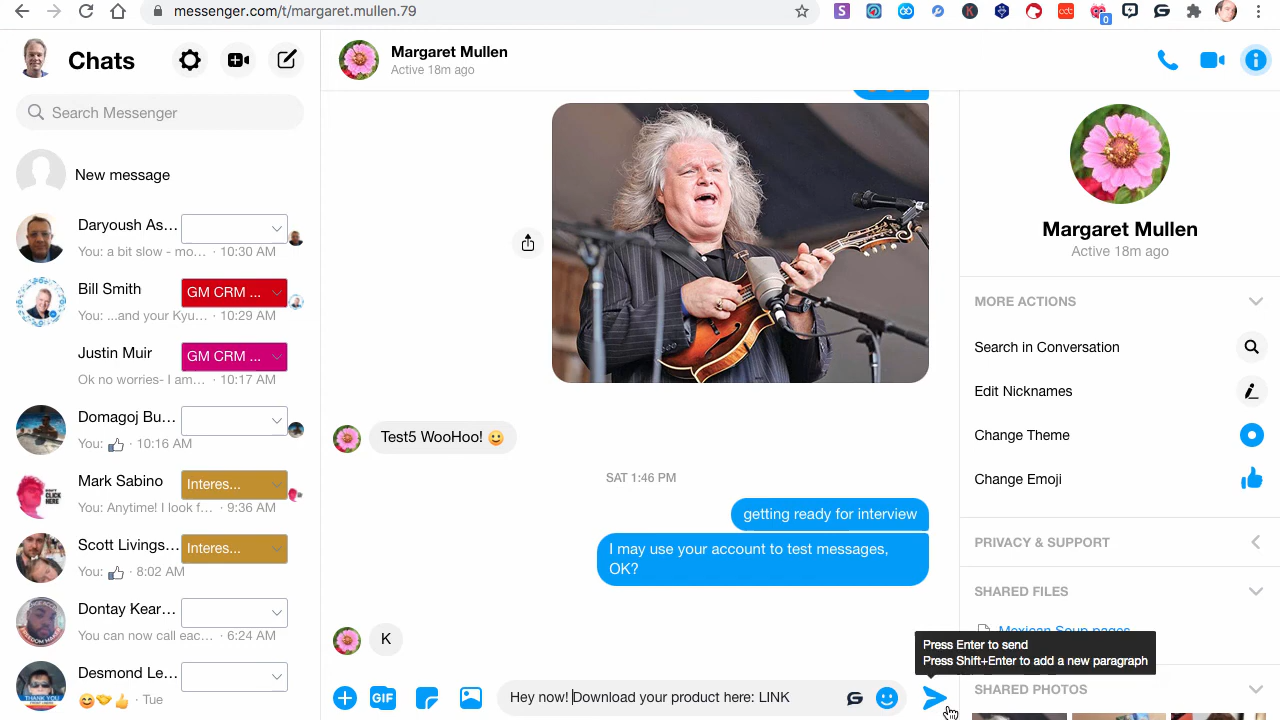 messenger.com/t/margaret.mullen.79
S
K
0
Chats
Search Messenger
New message
Daryoush As...
You: a bit slow - mo... · 10:30 AM
Bill Smith
GM CRM ...
You: ...and your Kyu... · 10:29 AM
Justin Muir
GM CRM ...
Ok no worries- I am... · 10:17 AM
Domagoj Bu...
You: 👍 · 10:16 AM
Mark Sabino
Interes...
CLICK
HERE
You: Anytime! I look f... · 9:36 AM
Scott Livings...
Interes...
You: 👍 · 8:02 AM
Dontay Kear...
You can now call eac... · 6:24 AM
Desmond Le...
THANK YOU
😊🤝👍 · Tue
Margaret Mullen
Active 18m ago
Test5 WooHoo! 😀
SAT 1:46 PM
getting ready for interview
I may use your account to test messages,
OK?
K
GIF
Hey now! Download your product here: LINK
Press Enter to send
Press Shift+Enter to add a new paragraph
Margaret Mullen
Active 18m ago
MORE ACTIONS
Search in Conversation
Edit Nicknames
Change Theme
Change Emoji
PRIVACY & SUPPORT
SHARED FILES
Mexican Soup pages
SHARED PHOTOS